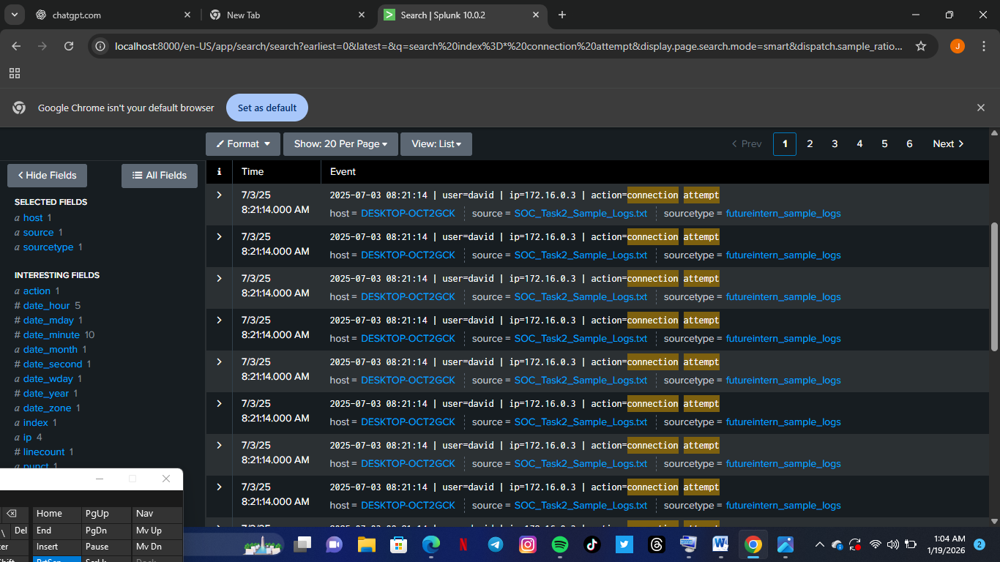 chatgpt.com
New Tab
Search | Splunk 10.0.2
localhost:8000/en-US/app/search/search?earliest=0&latest=&q=search%20index%3D*%20connection%20attempt&display.page.search.mode=smart&dispatch.sample_ratio...
J
Google Chrome isn't your default browser
Set as default
Format
Show: 20 Per Page
View: List
< Prev 1 2 3 4 5 6 Next >
< Hide Fields
All Fields
i Time Event
SELECTED FIELDS
a host 1
a source 1
a sourcetype 1
INTERESTING FIELDS
a action 1
# date_hour 5
# date_mday 1
# date_minute 10
a date_month 1
# date_second 1
a date_wday 1
# date_year 1
a date_zone 1
a index 1
a ip 4
# linecount 1
a punct 1
7/3/25
8:21:14.000 AM
2025-07-03 08:21:14 | user=david | ip=172.16.0.3 | action=connection attempt
host = DESKTOP-OCT2GCK source = SOC_Task2_Sample_Logs.txt sourcetype = futureintern_sample_logs
7/3/25
8:21:14.000 AM
2025-07-03 08:21:14 | user=david | ip=172.16.0.3 | action=connection attempt
host = DESKTOP-OCT2GCK source = SOC_Task2_Sample_Logs.txt sourcetype = futureintern_sample_logs
7/3/25
8:21:14.000 AM
2025-07-03 08:21:14 | user=david | ip=172.16.0.3 | action=connection attempt
host = DESKTOP-OCT2GCK source = SOC_Task2_Sample_Logs.txt sourcetype = futureintern_sample_logs
7/3/25
8:21:14.000 AM
2025-07-03 08:21:14 | user=david | ip=172.16.0.3 | action=connection attempt
host = DESKTOP-OCT2GCK source = SOC_Task2_Sample_Logs.txt sourcetype = futureintern_sample_logs
7/3/25
8:21:14.000 AM
2025-07-03 08:21:14 | user=david | ip=172.16.0.3 | action=connection attempt
host = DESKTOP-OCT2GCK source = SOC_Task2_Sample_Logs.txt sourcetype = futureintern_sample_logs
7/3/25
8:21:14.000 AM
2025-07-03 08:21:14 | user=david | ip=172.16.0.3 | action=connection attempt
host = DESKTOP-OCT2GCK source = SOC_Task2_Sample_Logs.txt sourcetype = futureintern_sample_logs
7/3/25
8:21:14.000 AM
2025-07-03 08:21:14 | user=david | ip=172.16.0.3 | action=connection attempt
host = DESKTOP-OCT2GCK source = SOC_Task2_Sample_Logs.txt sourcetype = futureintern_sample_logs
7/3/25
8:21:14.000 AM
2025-07-03 08:21:14 | user=david | ip=172.16.0.3 | action=connection attempt
host = DESKTOP-OCT2GCK source = SOC_Task2_Sample_Logs.txt sourcetype = futureintern_sample_logs
Home PgUp Nav
\ Del End PgDn Mv Up
Insert Pause Mv Dn
1:04 AM
1/19/2026
2